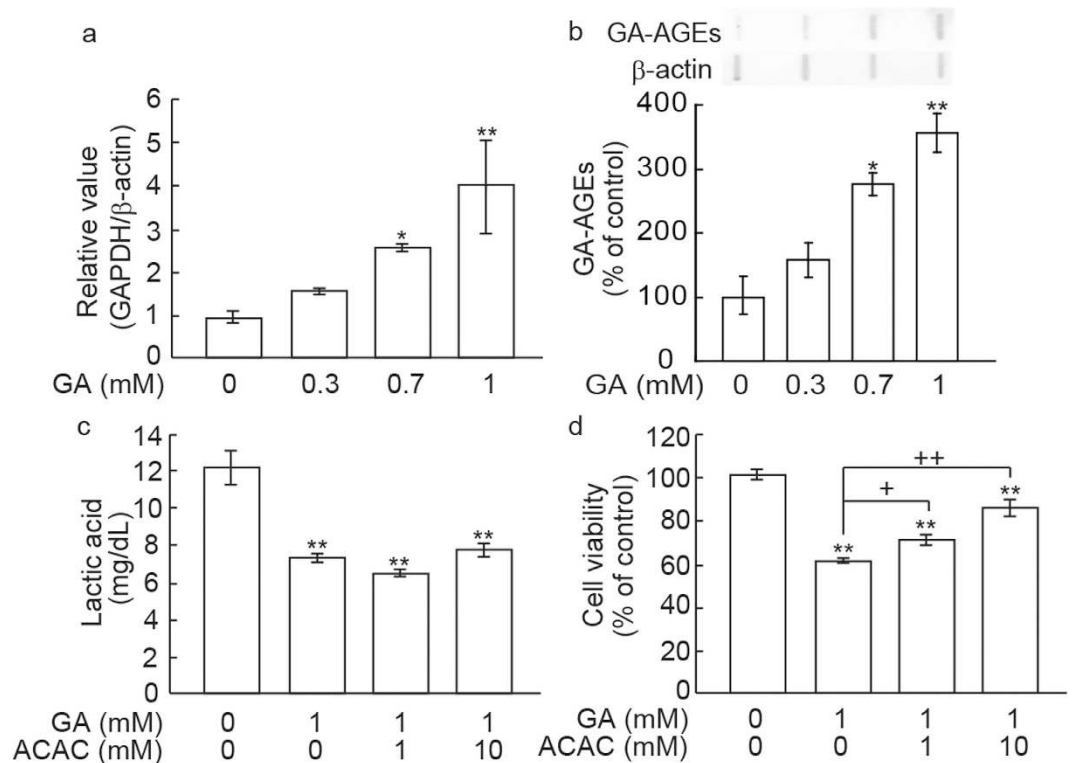 a
Relative value
(GAPDH/β-actin)
6
5
4
3
2
1
0
*
**
GA (mM) 0 0.3 0.7 1
b
GA-AGEs
β-actin
GA-AGEs
(% of control)
400
300
200
100
0
*
**
GA (mM) 0 0.3 0.7 1
c
Lactic acid
(mg/dL)
14
12
10
8
6
4
2
0
** ** **
GA (mM) 0 1 1 1
ACAC (mM) 0 0 1 10
d
Cell viability
(% of control)
120
100
80
60
40
20
0
++
+
** ** **
GA (mM) 0 1 1 1
ACAC (mM) 0 0 1 10